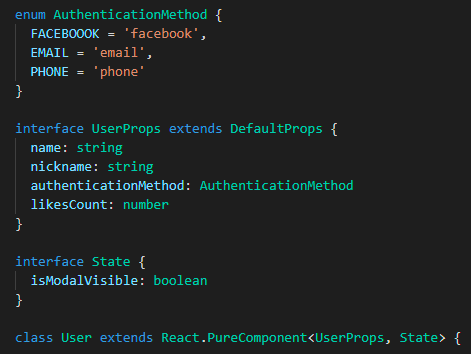 enum AuthenticationMethod {
FACEBOOOK = 'facebook',
EMAIL = 'email',
PHONE = 'phone'
}
interface UserProps extends DefaultProps {
name: string
nickname: string
authenticationMethod: AuthenticationMethod
likesCount: number
}
interface State {
isModalVisible: boolean
}
class User extends React.PureComponent<UserProps, State> {